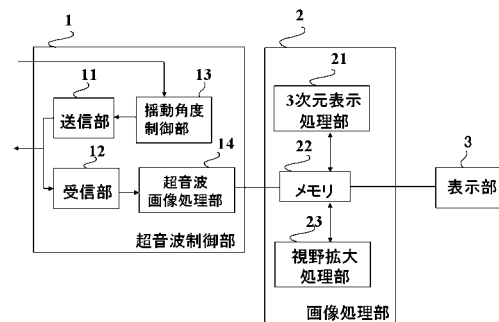 1
11
送信部
13
揺動角度
制御部
12
受信部
14
超音波
画像処理部
超音波制御部
2
21
3次元表示
処理部
22
メモリ
23
視野拡大
処理部
画像処理部
3
表示部